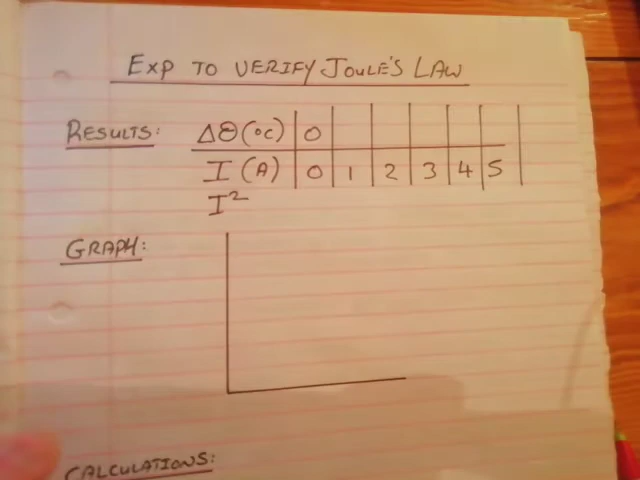 EXP TO VERIFY JOULE'S LAW
RESULTS: ΔΘ(°C) 0
I (A) 0 1 2 3 4 5
I²
GRAPH:
CALCULATIONS: